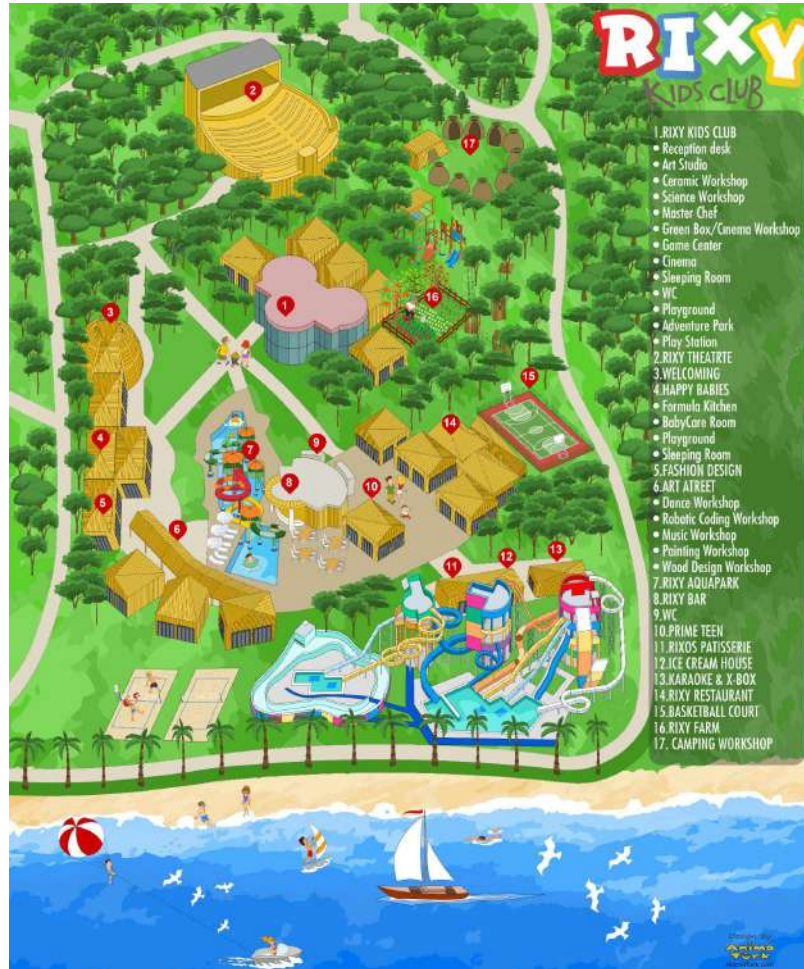 RIXY
KIDS CLUB
1.RIXY KIDS CLUB
• Reception desk
• Art Studio
• Ceramic Workshop
• Science Workshop
• Master Chef
• Green Box/Cinema Workshop
• Game Center
• Cinema
• Sleeping Room
• WC
• Playground
• Adventure Park
• Play Station
2.RIXY THEATRTE
3.WELCOMING
4.HAPPY BABIES
• Formula Kitchen
• BabyCare Room
• Playground
• Sleeping Room
5.FASHION DESIGN
6.ART ATREET
• Dance Workshop
• Robotic Coding Workshop
• Music Workshop
• Painting Workshop
• Wood Design Workshop
7.RIXY AQUAPARK
8.RIXY BAR
9.WC
10.PRIME TEEN
11.RIXOS PATISSERIE
12.ICE CREAM HOUSE
13.KARAOKE & X-BOX
14.RIXY RESTAURANT
15.BASKETBALL COURT
16.RIXY FARM
17. CAMPING WORKSHOP
2
17
1
16
3
15
14
4
7
9
8
10
5
6
11
12
13
Design By
Animo
Türk